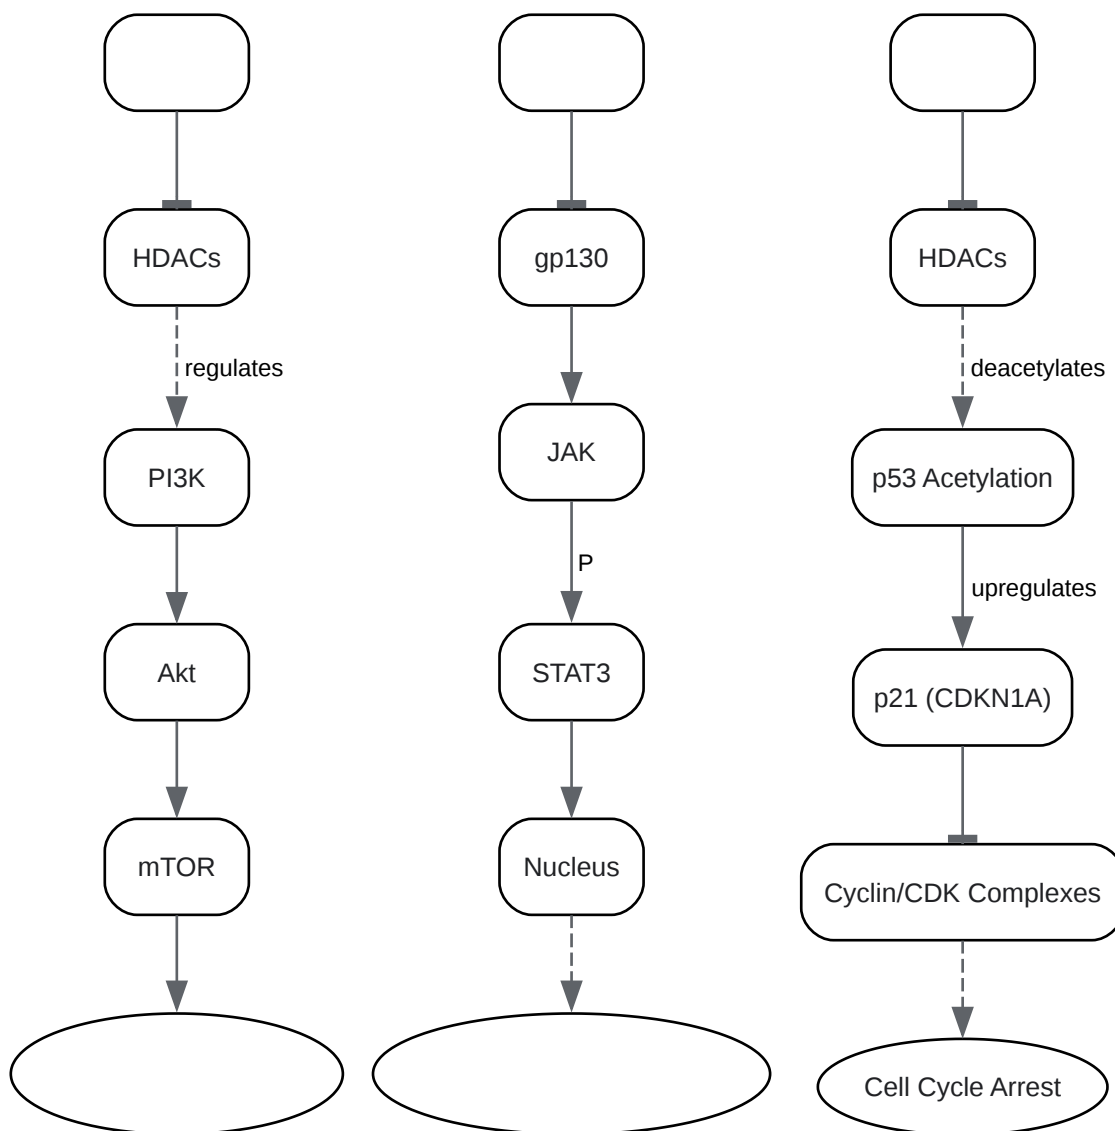 HDACs
regulates
PI3K
Akt
mTOR
gp130
JAK
P
STAT3
Nucleus
HDACs
deacetylates
p53 Acetylation
upregulates
p21 (CDKN1A)
Cyclin/CDK Complexes
Cell Cycle Arrest